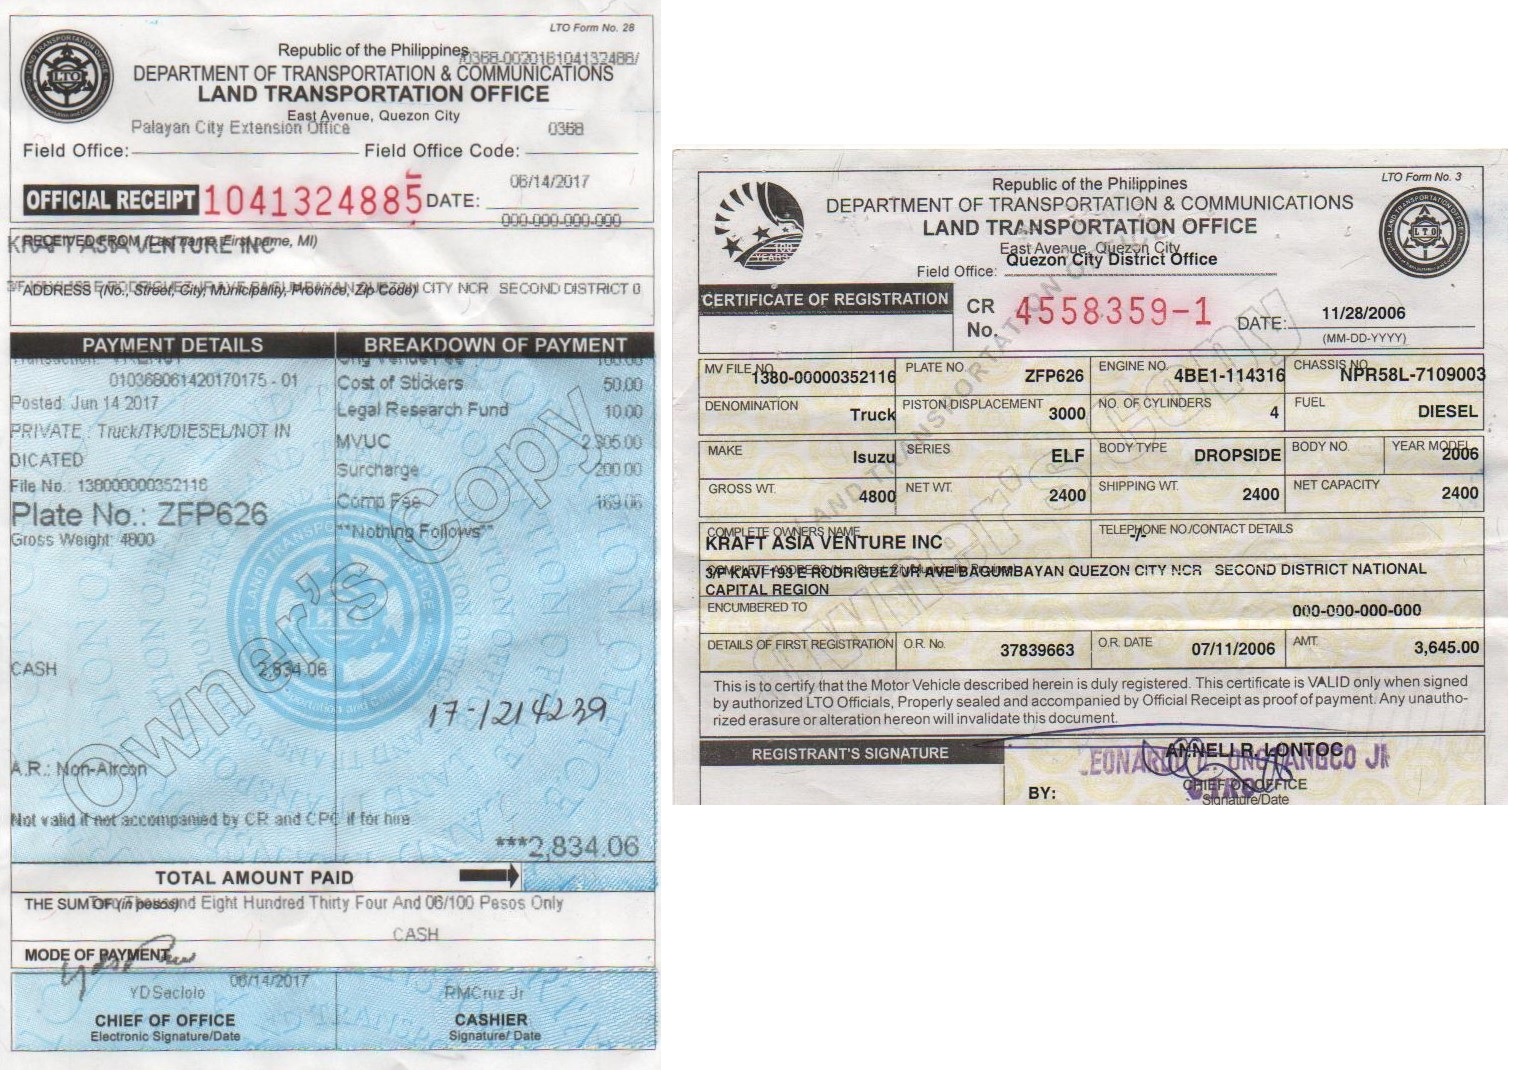 LTO Form No. 28
Republic of the Philippines
/0368-002016104132488/
DEPARTMENT OF TRANSPORTATION & COMMUNICATIONS
LAND TRANSPORTATION OFFICE
East Avenue, Quezon City
Palayan City Extension Office 0368
Field Office: Field Office Code:
OFFICIAL RECEIPT 1041324885 DATE: 06/14/2017
000-000-000-000
RECEIVED FROM (Last name, First name, MI)
KRAFT ASIA VENTURE INC
ADDRESS (No., Street, City, Municipality, Province, Zip Code)
QUEZON CITY NCR SECOND DISTRICT
PAYMENT DETAILS BREAKDOWN OF PAYMENT
100.00
010368061420170175 - 01 Cost of Stickers 50.00
Posted: Jun 14 2017 Legal Research Fund 10.00
PRIVATE : Truck/TK/DIESEL/NOT IN MVUC 2,305.00
DICATED Surcharge 200.00
File No. 138000000352116 Comp Fee 169.06
Plate No.: ZFP626 **Nothing Follows**
Gross Weight: 4800
CASH 2,834.06
17-1214239
A.R.: Non-Aircon
Not valid if not accompanied by CR and CPC if for hire
***2,834.06
Owner's Copy
TOTAL AMOUNT PAID
THE SUM OF (in pesos) Two Thousand Eight Hundred Thirty Four And 06/100 Pesos Only
CASH
MODE OF PAYMENT
06/14/2017
YDSaclolo RMCruz Jr
CHIEF OF OFFICE CASHIER
Electronic Signature/Date Signature/ Date
LTO Form No. 3
Republic of the Philippines
DEPARTMENT OF TRANSPORTATION & COMMUNICATIONS
LAND TRANSPORTATION OFFICE
East Avenue, Quezon City
Field Office: Quezon City District Office
CERTIFICATE OF REGISTRATION CR No. 4558359-1 DATE: 11/28/2006
(MM-DD-YYYY)
MV FILE NO. 1380-00000352116 PLATE NO. ZFP626 ENGINE NO. 4BE1-114316 CHASSIS NO. NPR58L-7109003
DENOMINATION Truck PISTON DISPLACEMENT 3000 NO. OF CYLINDERS 4 FUEL DIESEL
MAKE Isuzu SERIES ELF BODY TYPE DROPSIDE BODY NO. YEAR MODEL 2006
GROSS WT. 4800 NET WT. 2400 SHIPPING WT. 2400 NET CAPACITY 2400
COMPLETE OWNERS NAME TELEPHONE NO./CONTACT DETAILS
KRAFT ASIA VENTURE INC -/-
3/P KAVI 193 E RODRIGUEZ JR AVE BAGUMBAYAN QUEZON CITY NCR SECOND DISTRICT NATIONAL
CAPITAL REGION
ENCUMBERED TO 000-000-000-000
DETAILS OF FIRST REGISTRATION O.R. No. 37839663 O.R. DATE 07/11/2006 AMT. 3,645.00
This is to certify that the Motor Vehicle described herein is duly registered. This certificate is VALID only when signed
by authorized LTO Officials, Properly sealed and accompanied by Official Receipt as proof of payment. Any unautho-
rized erasure or alteration hereon will invalidate this document.
Owner's Copy
LAND TRANSPORTATION OFFICE
REGISTRANT'S SIGNATURE ANNELI R. LONTOC
BY: CHIEF OF OFFICE
Signature/Date